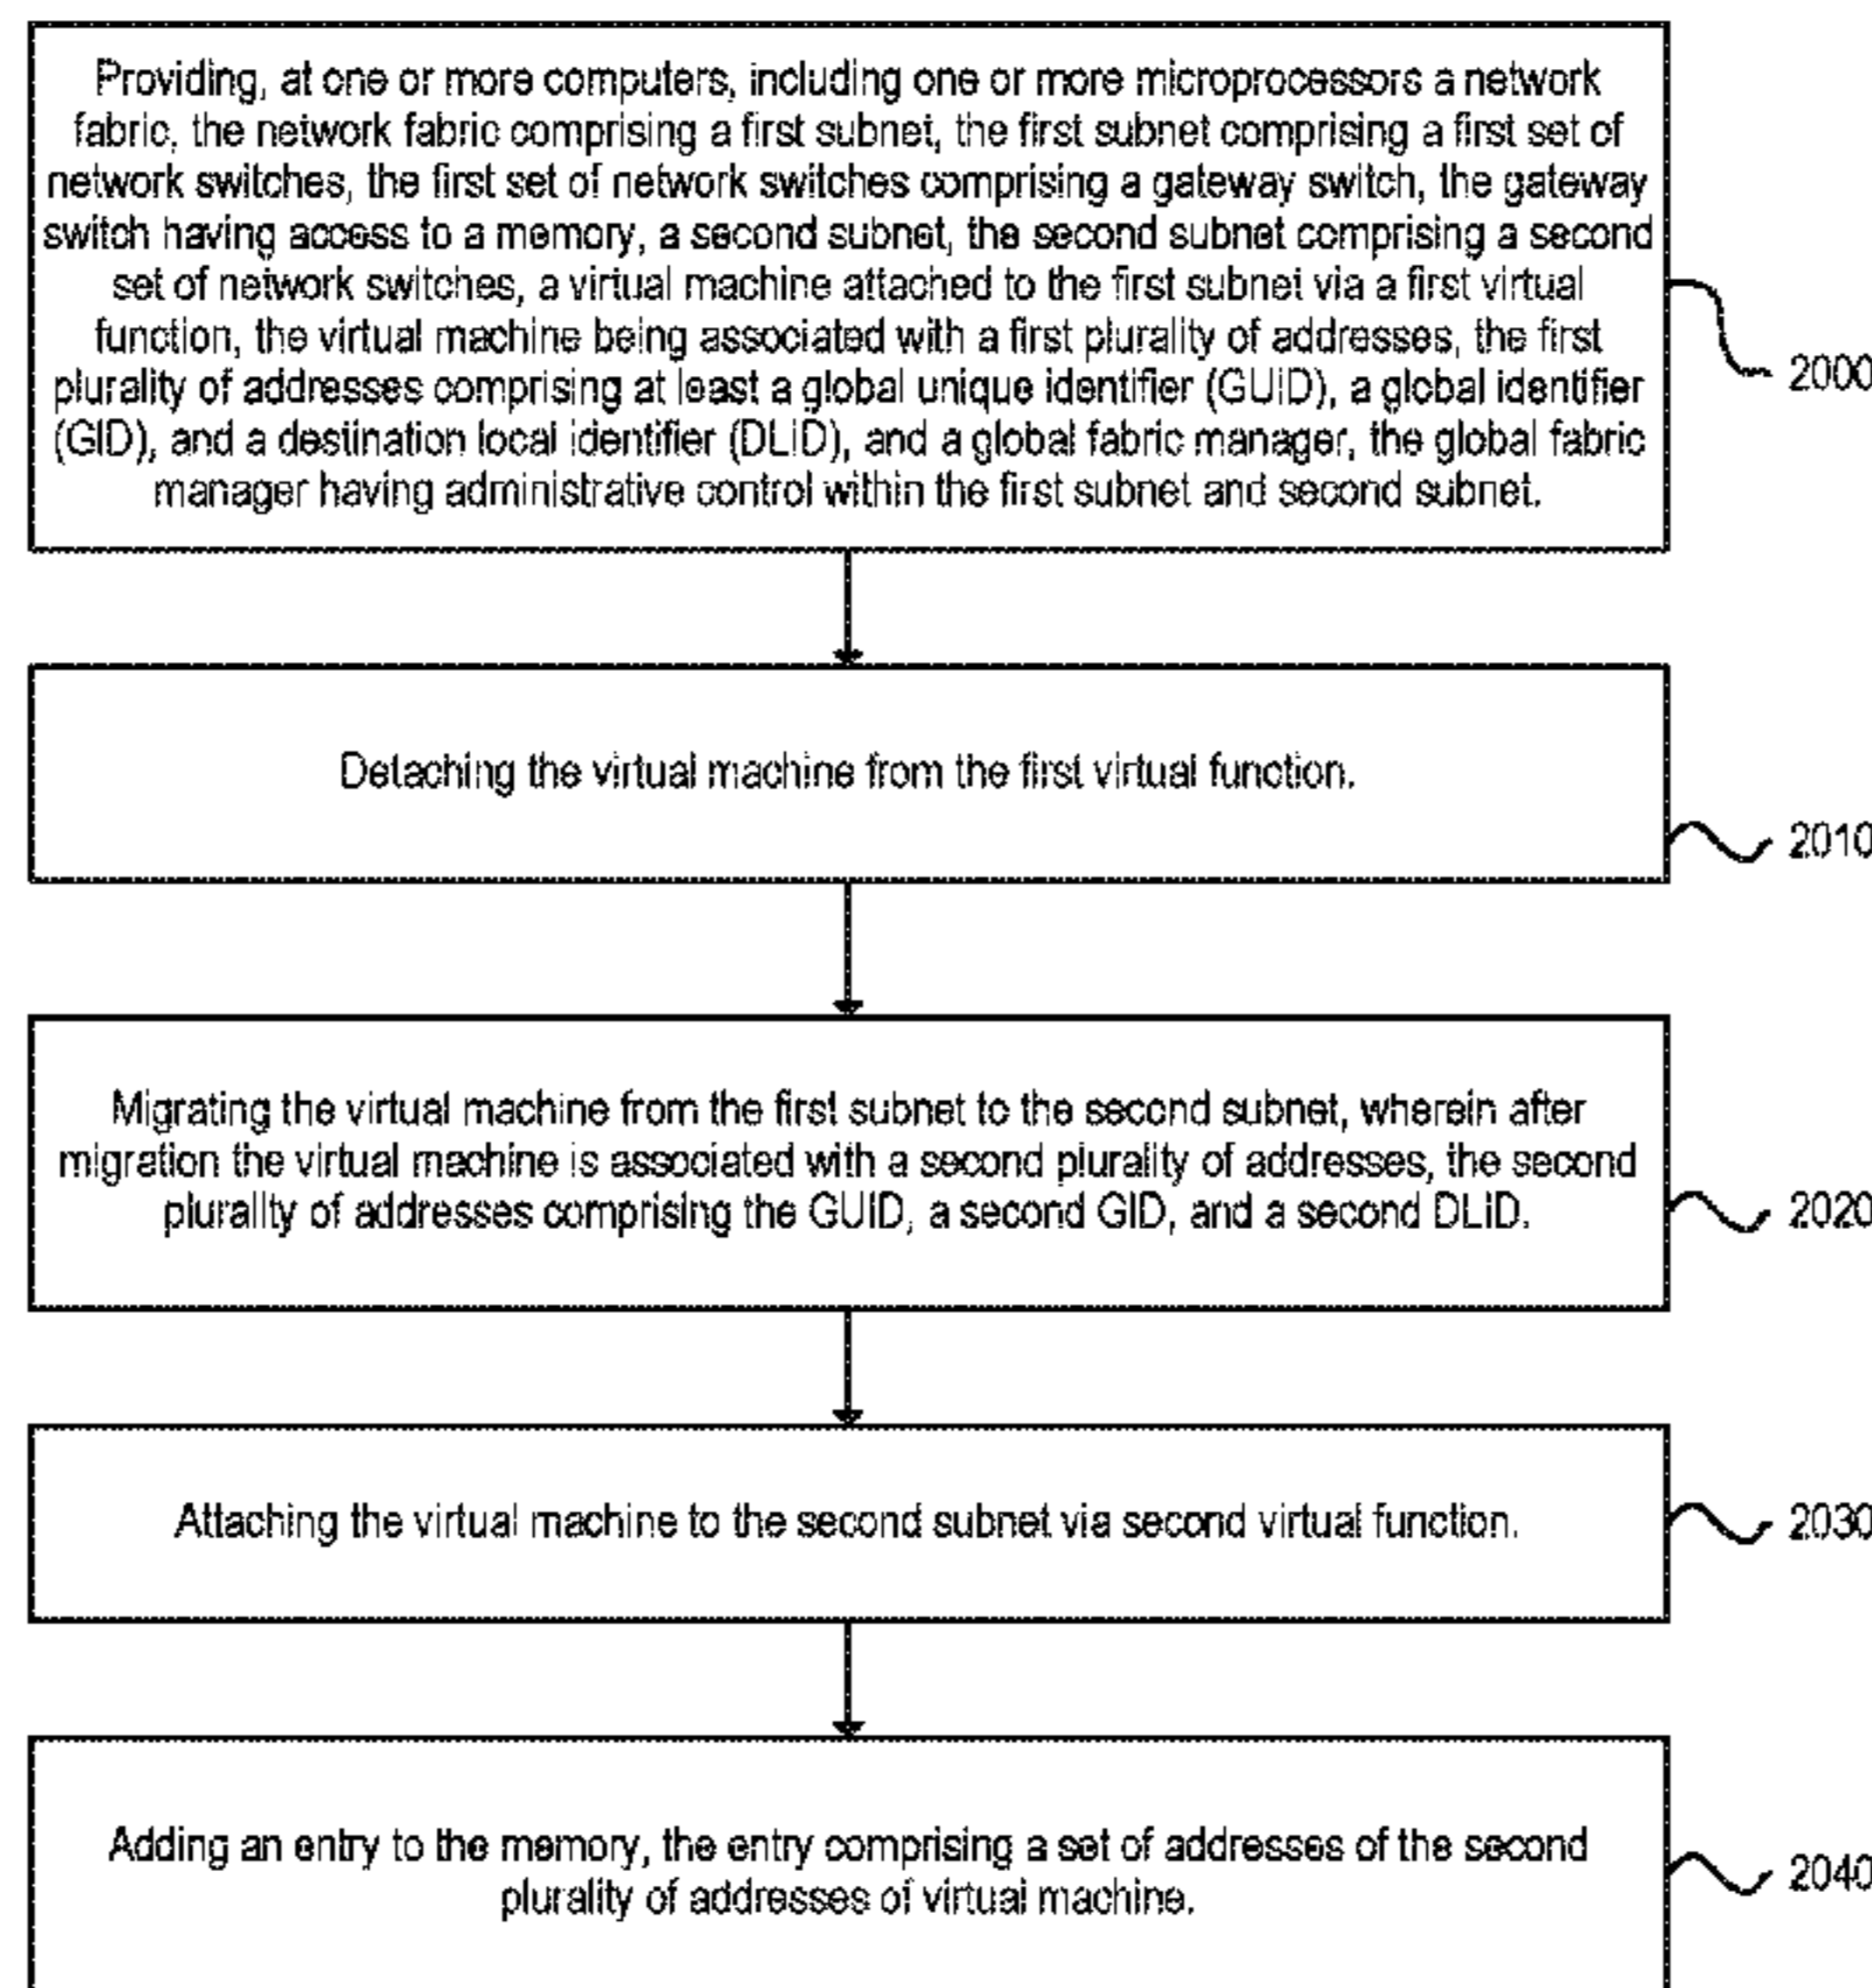 Providing, at one or more computers, including one or more microprocessors a network
fabric, the network fabric comprising a first subnet, the first subnet comprising a first set of
network switches, the first set of network switches comprising a gateway switch, the gateway
switch having access to a memory, a second subnet, the second subnet comprising a second
set of network switches, a virtual machine attached to the first subnet via a first virtual
function, the virtual machine being associated with a first plurality of addresses, the first
plurality of addresses comprising at least a global unique identifier (GUID), a global identifier
(GID), and a destination local identifier (DLID), and a global fabric manager, the global fabric
manager having administrative control within the first subnet and second subnet.
2000
Detaching the virtual machine from the first virtual function.
2010
Migrating the virtual machine from the first subnet to the second subnet, wherein after
migration the virtual machine is associated with a second plurality of addresses, the second
plurality of addresses comprising the GUID, a second GID, and a second DLID.
2020
Attaching the virtual machine to the second subnet via second virtual function.
2030
Adding an entry to the memory, the entry comprising a set of addresses of the second
plurality of addresses of virtual machine.
2040